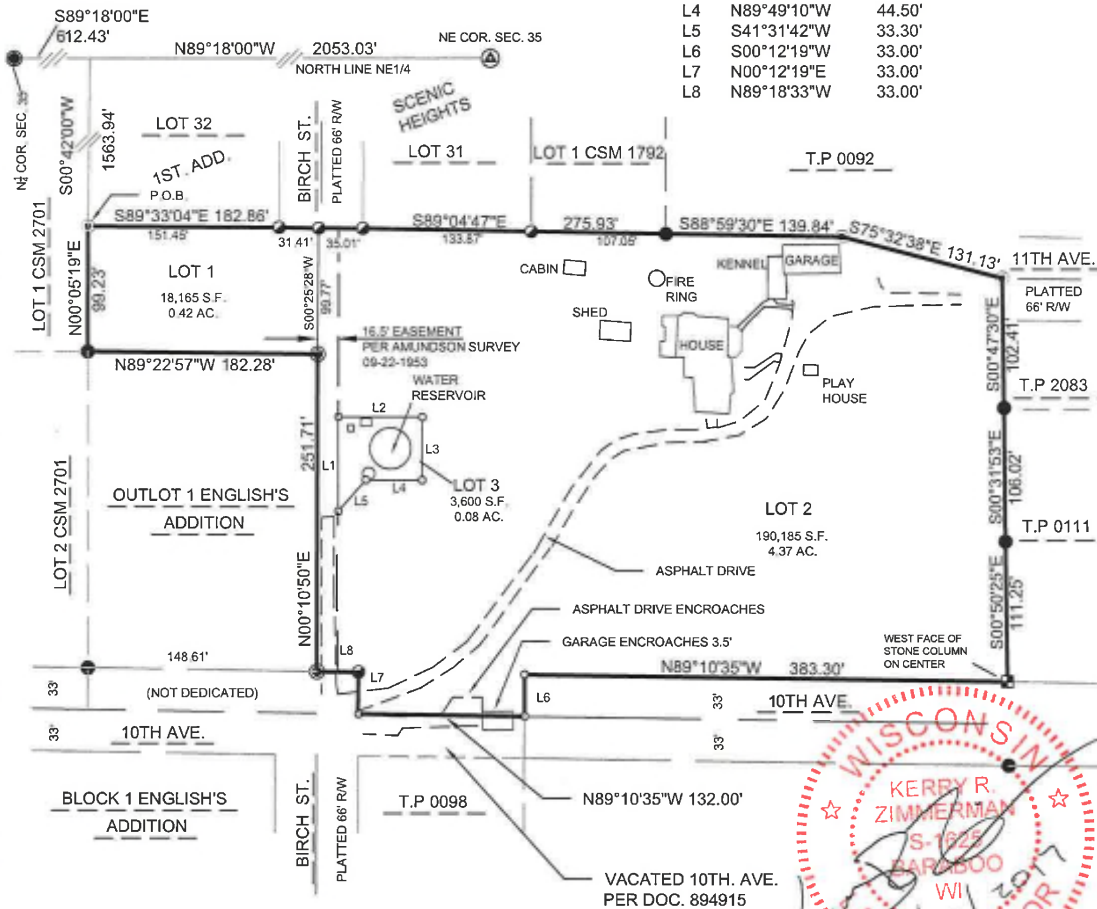 S89°18'00"E
612.43'
N89°18'00"W 2053.03'
NORTH LINE NE1/4
NE COR. SEC. 35
L4 N89°49'10"W 44.50'
L5 S41°31'42"W 33.30'
L6 S00°12'19"W 33.00'
L7 N00°12'19"E 33.00'
L8 N89°18'33"W 33.00'
N¼ COR. SEC. 35
S00°42'00"W
1563.94'
LOT 32
1ST. ADD.
P.O.B.
BIRCH ST.
PLATTED 66' R/W
SCENIC
HEIGHTS
LOT 31
LOT 1 CSM 1792
T.P 0092
LOT 1 CSM 2701
S89°33'04"E 182.86'
151.45'
31.41'
35.01'
S89°04'47"E
133.87'
275.93'
107.05'
S88°59'30"E 139.84'
S75°32'38"E 131.13'
11TH AVE.
PLATTED
66' R/W
N00°05'19"E
99.23'
LOT 1
18,165 S.F.
0.42 AC.
S00°25'28"W
99.77'
CABIN
FIRE
RING
KENNEL
GARAGE
SHED
HOUSE
PLAY
HOUSE
S00°47'30"E
102.41'
T.P 2083
16.5' EASEMENT
PER AMUNDSON SURVEY
09-22-1953
N89°22'57"W 182.28'
WATER
RESERVOIR
L2
L3
L1
L4
L5
LOT 3
3,600 S.F.
0.08 AC.
251.71'
N00°10'50"E
OUTLOT 1 ENGLISH'S
ADDITION
LOT 2 CSM 2701
LOT 2
190,185 S.F.
4.37 AC.
S00°31'53"E
106.02'
T.P 0111
S00°50'25"E
111.25'
ASPHALT DRIVE
ASPHALT DRIVE ENCROACHES
GARAGE ENCROACHES 3.5'
WEST FACE OF
STONE COLUMN
ON CENTER
148.61'
L8
L7
L6
N89°10'35"W 383.30'
33'
(NOT DEDICATED)
33'
10TH AVE.
33'
10TH AVE.
33'
BLOCK 1 ENGLISH'S
ADDITION
BIRCH ST.
PLATTED 66' R/W
T.P 0098
N89°10'35"W 132.00'
VACATED 10TH. AVE.
PER DOC. 894915
WISCONSIN
KERRY R.
ZIMMERMAN
S-1625
BARABOO
WI